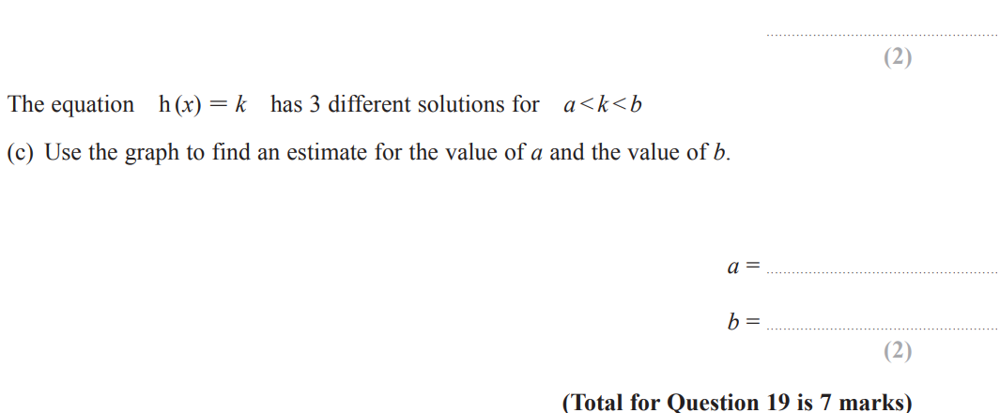 (2)
The equation h(x) = k has 3 different solutions for a<k<b
(c) Use the graph to find an estimate for the value of a and the value of b.
a =
b =
(2)
(Total for Question 19 is 7 marks)